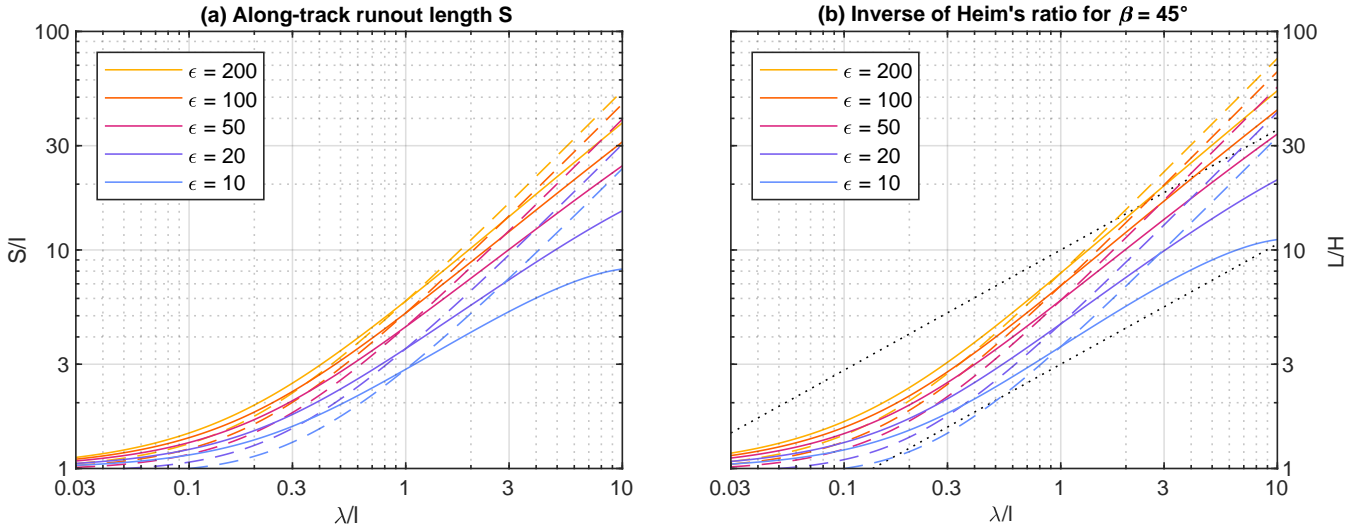 (a) Along-track runout length S
100
30
10
3
1
S/l
ϵ = 200
ϵ = 100
ϵ = 50
ϵ = 20
ϵ = 10
0.03 0.1 0.3 1 3 10
λ/l
(b) Inverse of Heim's ratio for β = 45°
ϵ = 200
ϵ = 100
ϵ = 50
ϵ = 20
ϵ = 10
100
30
10
3
1
L/H
0.03 0.1 0.3 1 3 10
λ/l